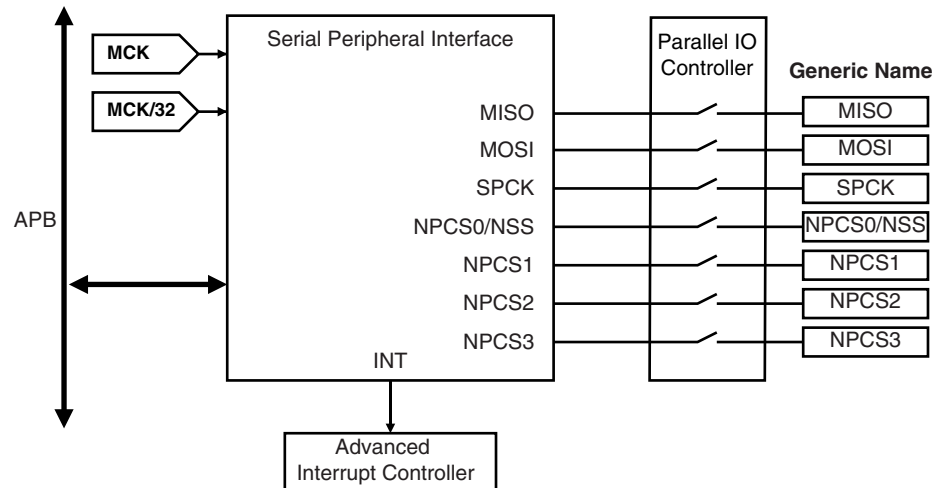 Serial Peripheral Interface
Parallel IO
Controller
Generic Name
MCK
MCK/32
APB
MISO
MOSI
SPCK
NPCS0/NSS
NPCS1
NPCS2
NPCS3
INT
MISO
MOSI
SPCK
NPCS0/NSS
NPCS1
NPCS2
NPCS3
Advanced
Interrupt Controller